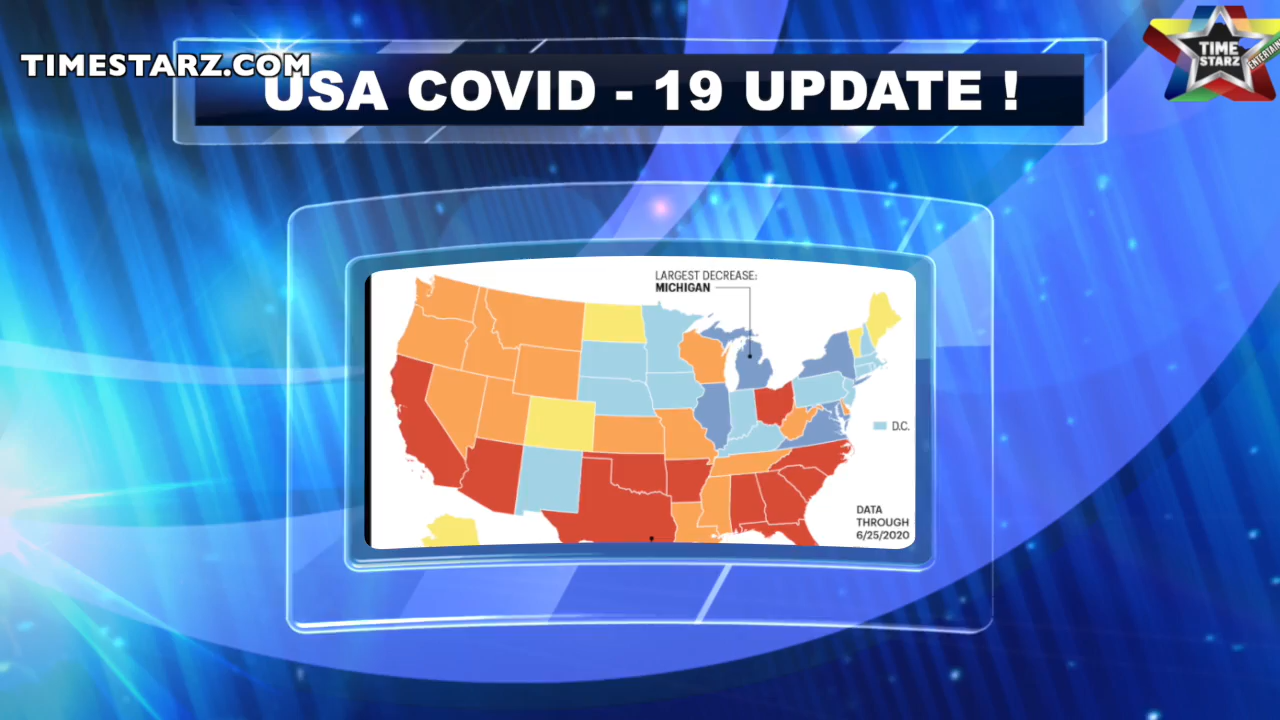 TIMESTARZ.COM
USA COVID - 19 UPDATE !
TIME
STARZ
LARGEST DECREASE:
MICHIGAN
D.C.
DATA
THROUGH
6/25/2020